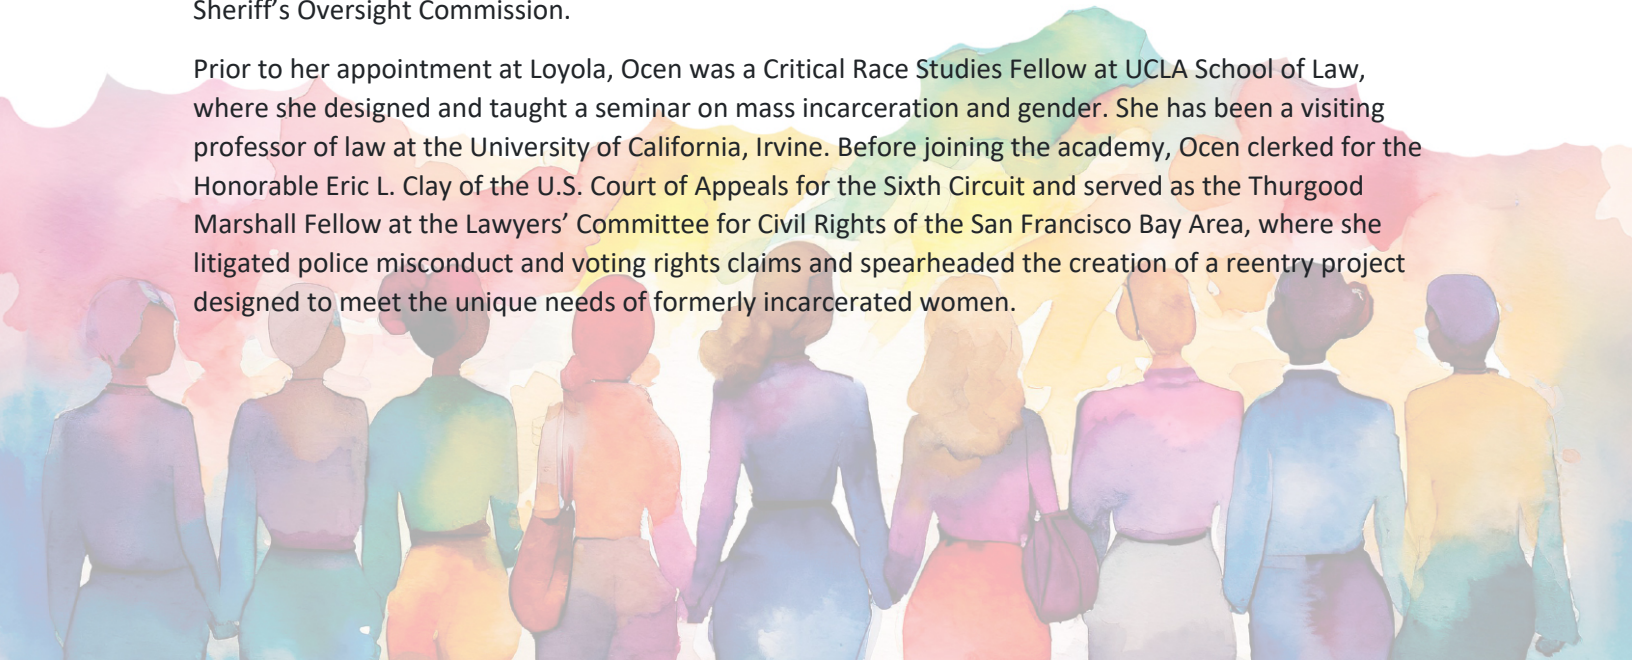 Sheriff’s Oversight Commission.
Prior to her appointment at Loyola, Ocen was a Critical Race Studies Fellow at UCLA School of Law,
where she designed and taught a seminar on mass incarceration and gender. She has been a visiting
professor of law at the University of California, Irvine. Before joining the academy, Ocen clerked for the
Honorable Eric L. Clay of the U.S. Court of Appeals for the Sixth Circuit and served as the Thurgood
Marshall Fellow at the Lawyers’ Committee for Civil Rights of the San Francisco Bay Area, where she
litigated police misconduct and voting rights claims and spearheaded the creation of a reentry project
designed to meet the unique needs of formerly incarcerated women.